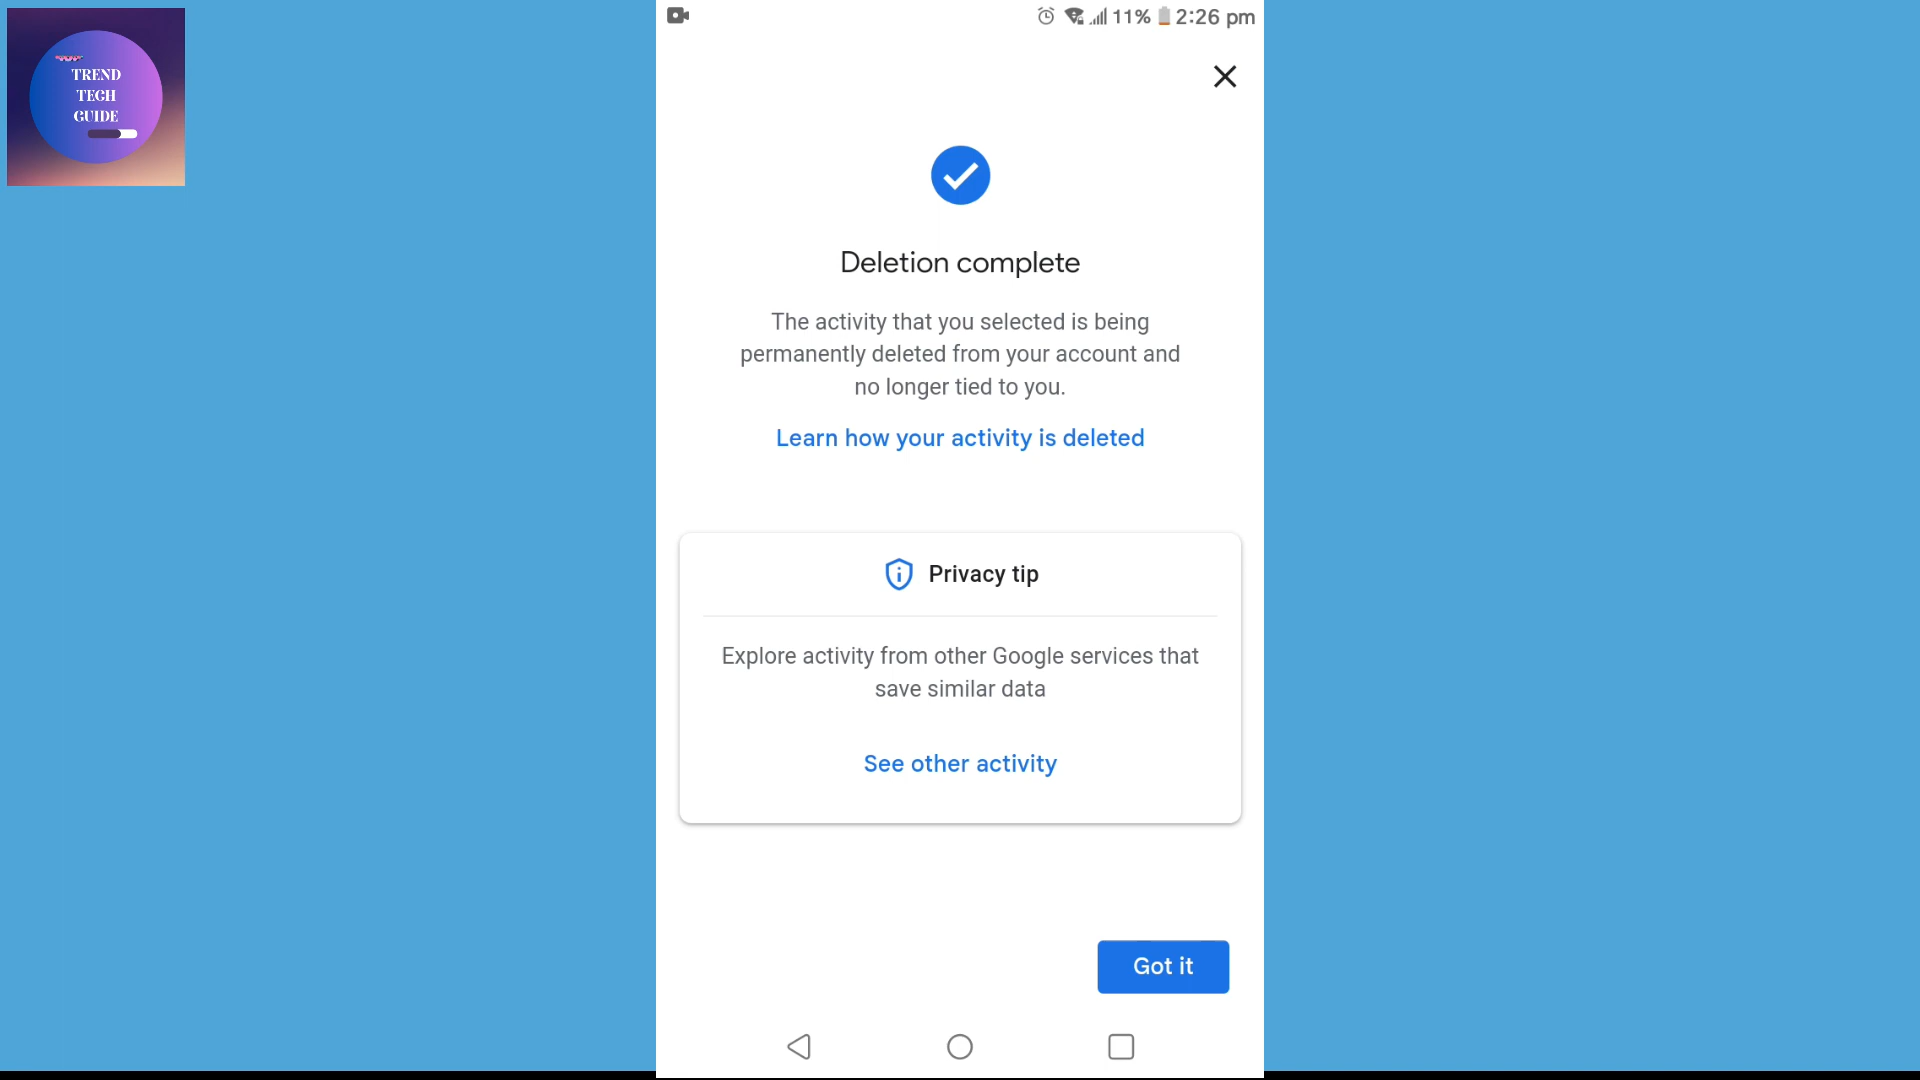 11% 2:26 pm
TREND
TECH
GUIDE
Deletion complete
The activity that you selected is being
permanently deleted from your account and
no longer tied to you.
Learn how your activity is deleted
Privacy tip
Explore activity from other Google services that
save similar data
See other activity
Got it